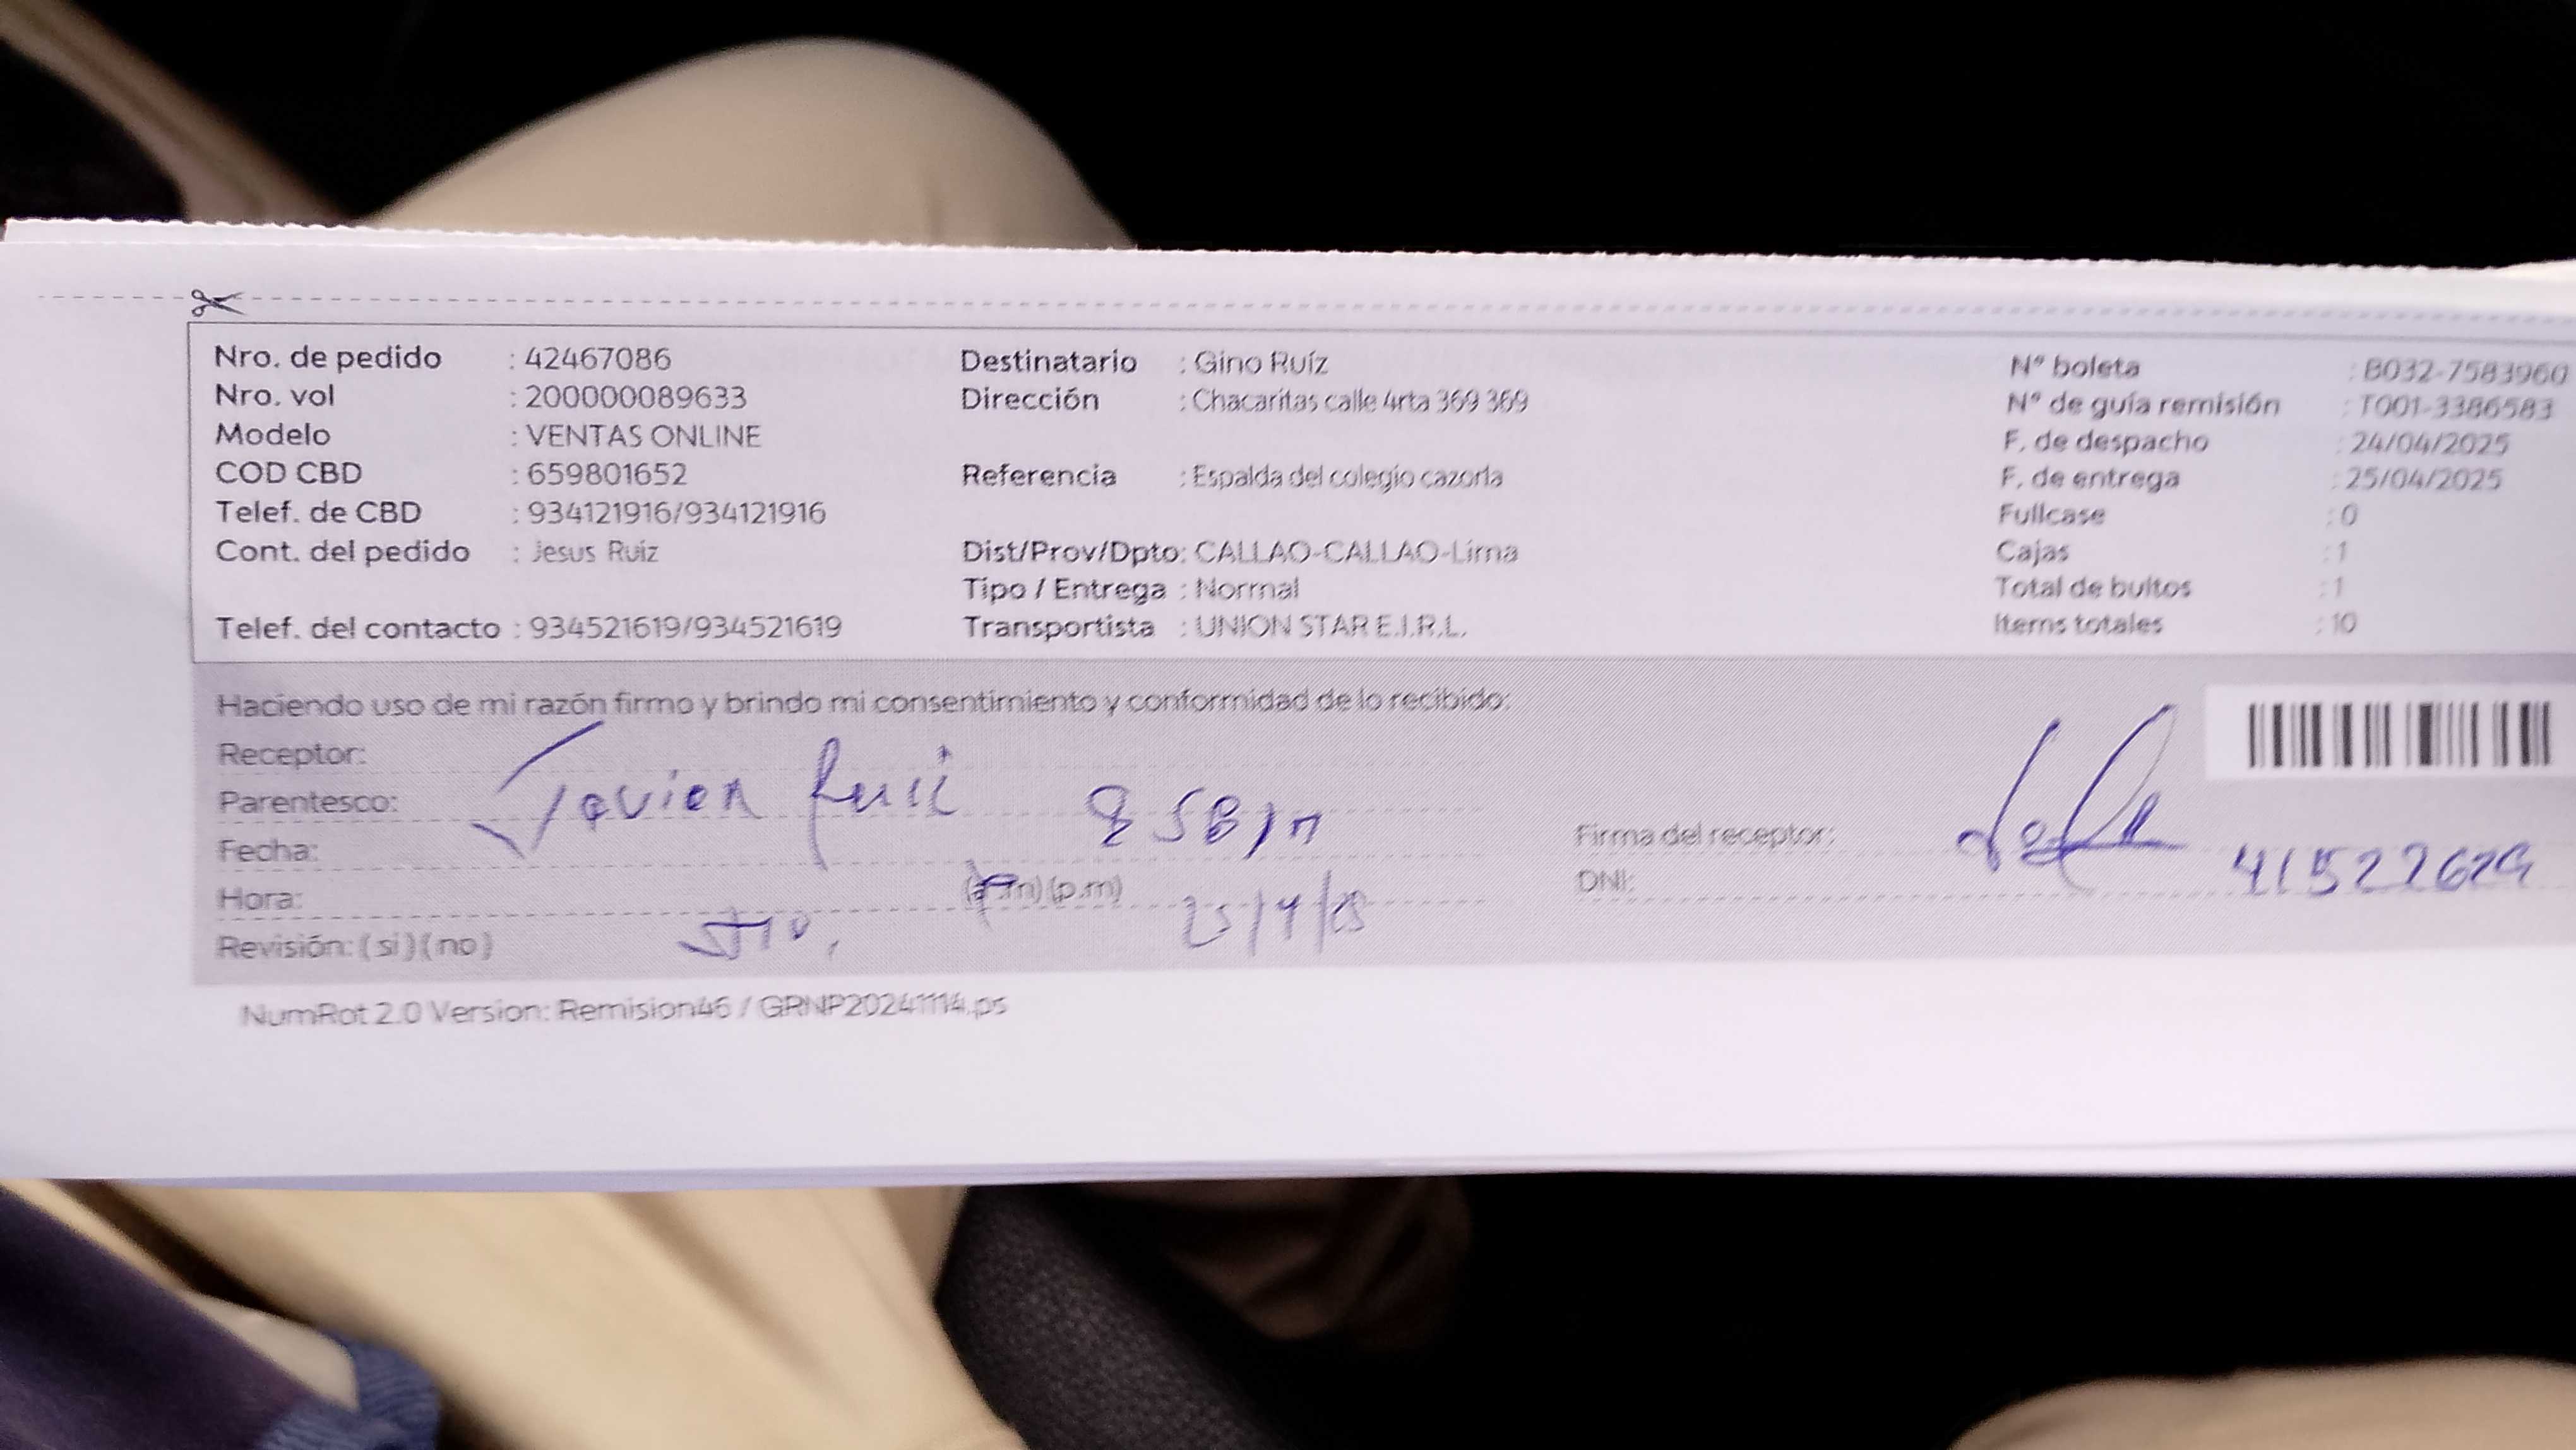 Nro. de pedido : 42467086
Nro. vol : 200000089633
Modelo : VENTAS ONLINE
COD CBD : 659801652
Telef. de CBD : 934121916/934121916
Cont. del pedido : Jesus Ruiz
Telef. del contacto : 934521619/934521619
Destinatario : Gino Ruíz
Dirección : Chacaritas calle 4rta 369 369
Referencia : Espalda del colegio cazorla
Dist/Prov/Dpto: CALLAO-CALLAO-Lima
Tipo / Entrega : Normal
Transportista : UNION STAR E.I.R.L.
N° boleta : B032-7583960
N° de guía remisión : T001-3386583
F. de despacho : 24/04/2025
F. de entrega : 25/04/2025
Fullcase : 0
Cajas : 1
Total de bultos : 1
Items totales : 10
Haciendo uso de mi razón firmo y brindo mi consentimiento y conformidad de lo recibido:
Receptor:
Parentesco: Javier
Fecha:
Hora: (a.m) (p.m)
Revisión: ( si ) ( no ) 25/4/25
Firma del receptor:
DNI:
NumRot 2.0 Version: Remision46 / GRNP20241114.ps